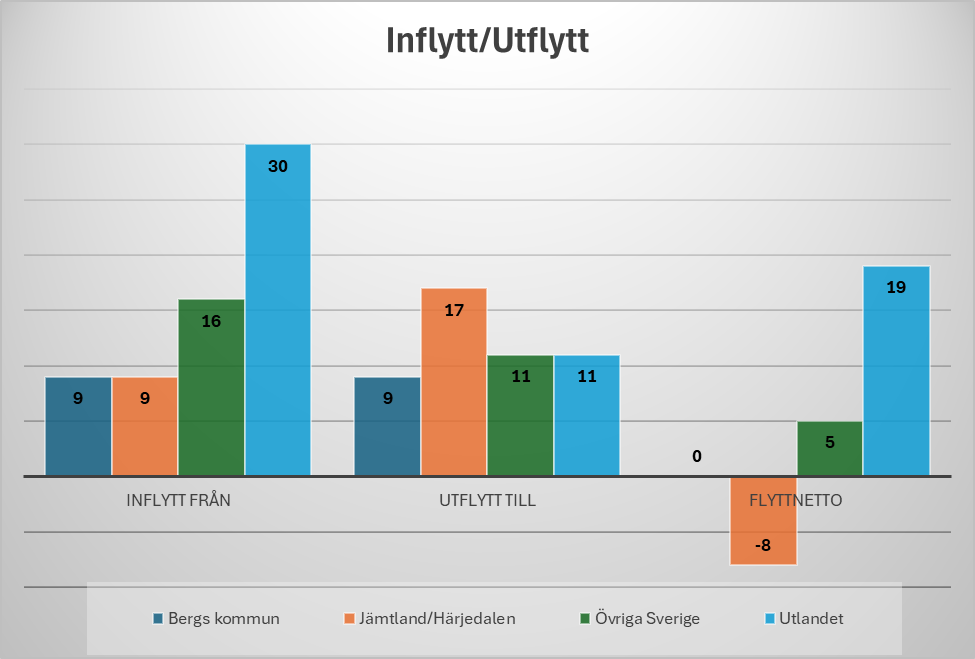 Inflytt/Utflytt
30
19
17
16
11 11
9 9 9
5
0
INFLYTT FRÅN UTFLYTT TILL FLYTTNETTO
-8
Bergs kommun Jämtland/Härjedalen Övriga Sverige Utlandet